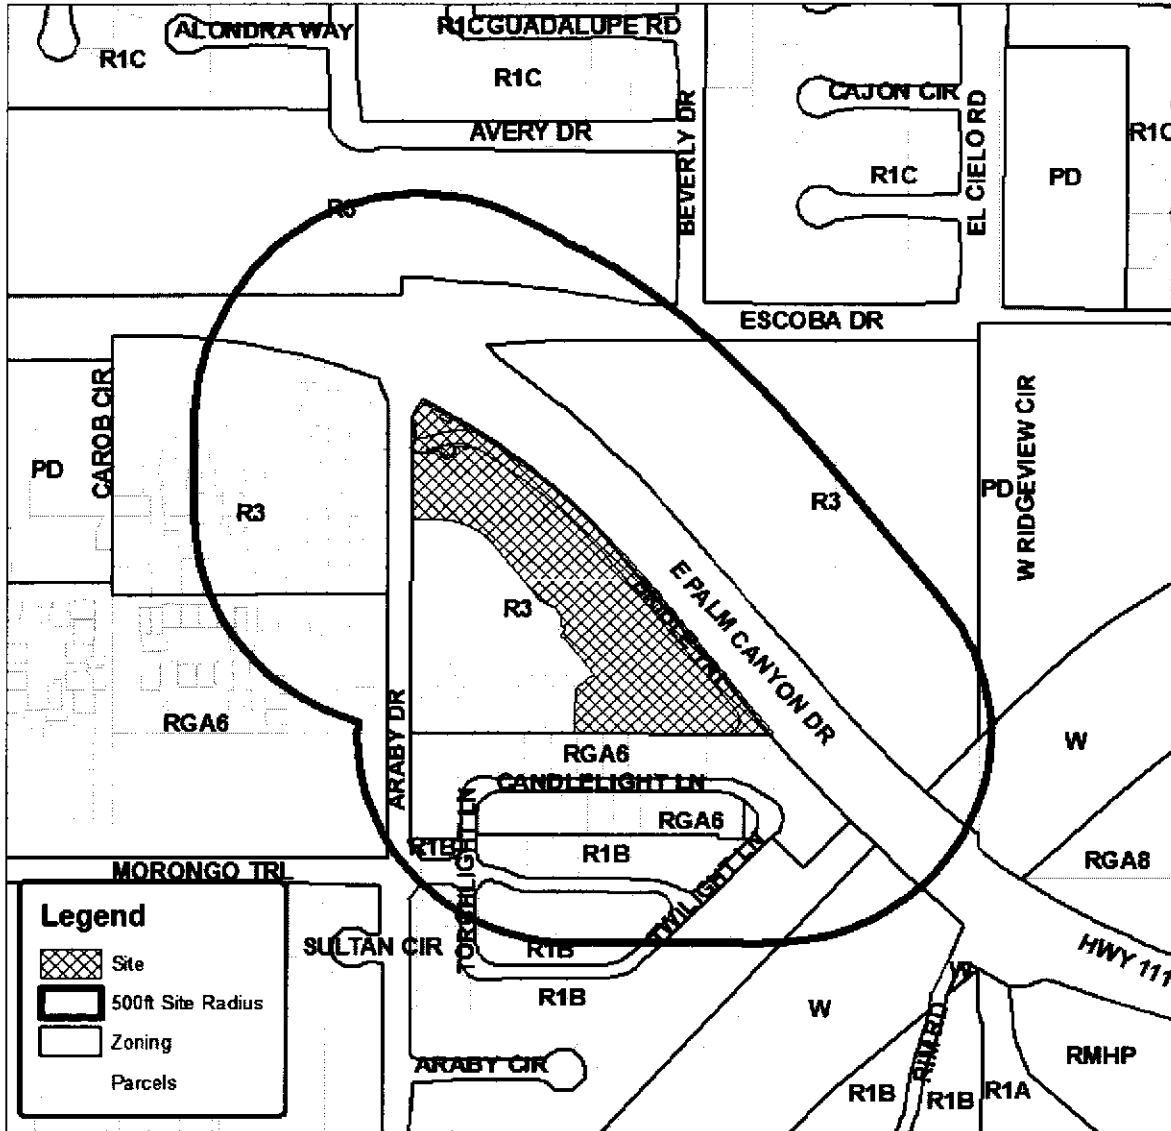 ALONDRA WAY
R1C
GUADALUPE RD
R1C
R1C
CAJON CIR
AVERY DR
BEVERLY DR
EL CIELO RD
R1C
R1C
PD
R3
ESCOBA DR
CAROB CIR
PD
R3
R3
PD
W RIDGEVIEW CIR
R3
E PALM CANYON DR
RGA6
ARABY DR
RGA6
W
CANDLELIGHT LN
RGA6
TORCHLIGHT LN
R1B
R1B
TWILIGHT LN
RGA8
MORONGO TRL
SULTAN CIR
R1B
R1B
HWY 111
W
W
RIM RD
ARABY CIR
R1B
R1B
R1A
RMHP
Legend
Site
500ft Site Radius
Zoning
Parcels